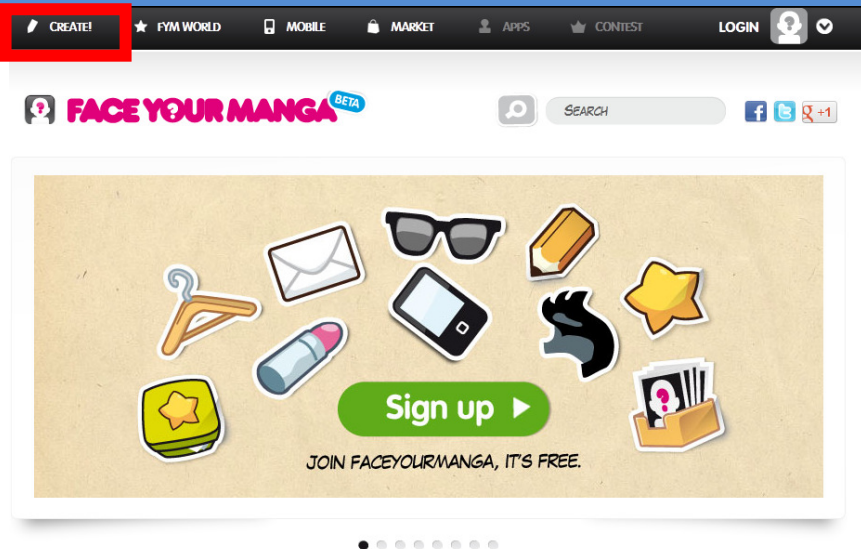 CREATE! FYM WORLD MOBILE MARKET APPS CONTEST LOGIN
FACE YOUR MANGA BETA SEARCH f t g +1
Sign up
JOIN FACEYOURMANGA, IT'S FREE.